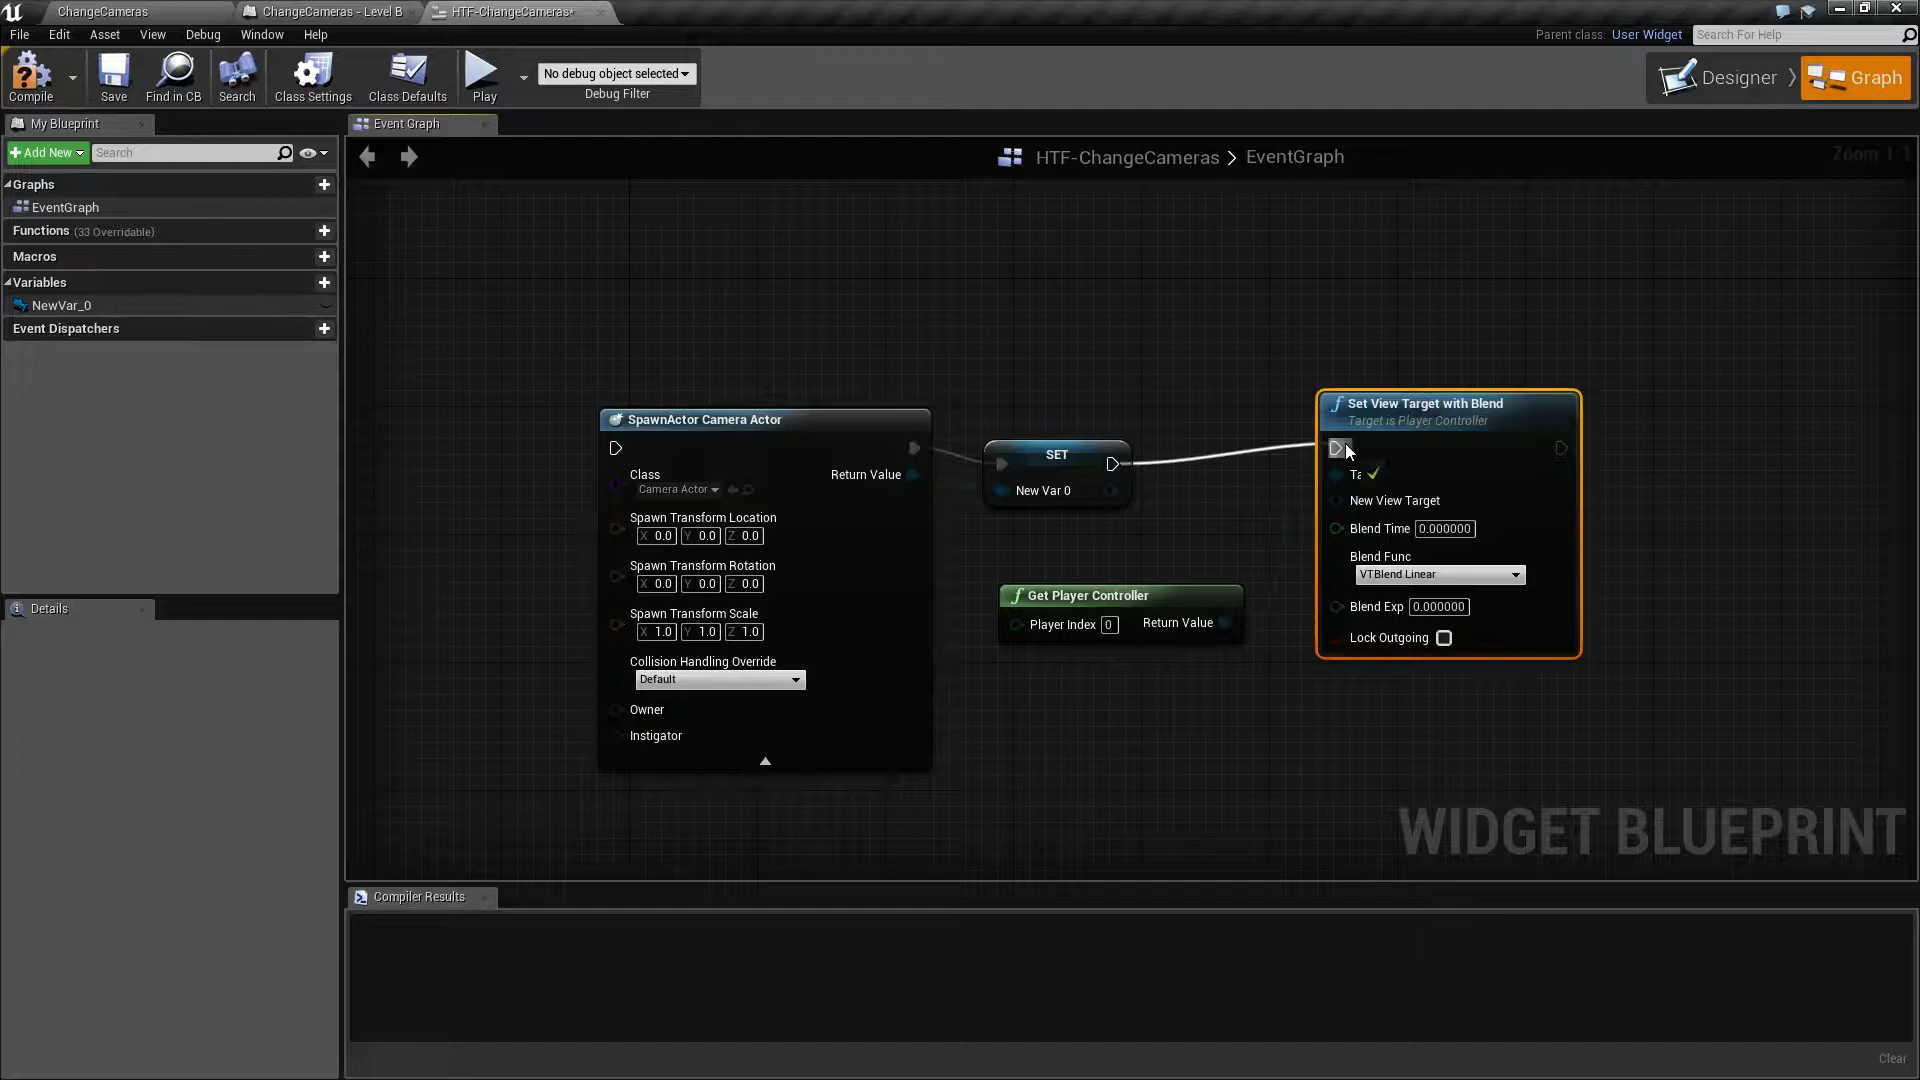 ChangeCameras
ChangeCameras - Level B
HTF-ChangeCameras*
File Edit Asset View Debug Window Help
Parent class: User Widget
Search For Help
Compile
Save
Find in CB
Search
Class Settings
Class Defaults
Play
No debug object selected
Debug Filter
Designer
Graph
My Blueprint
Event Graph
Add New
Search
HTF-ChangeCameras > EventGraph
Zoom 1:1
Graphs
EventGraph
Functions (33 Overridable)
Macros
Variables
NewVar_0
Event Dispatchers
Details
SpawnActor Camera Actor
Class
Camera Actor
Return Value
Spawn Transform Location
X 0.0 Y 0.0 Z 0.0
Spawn Transform Rotation
X 0.0 Y 0.0 Z 0.0
Spawn Transform Scale
X 1.0 Y 1.0 Z 1.0
Collision Handling Override
Default
Owner
Instigator
SET
New Var 0
Get Player Controller
Player Index 0
Return Value
Set View Target with Blend
Target is Player Controller
Ta
New View Target
Blend Time 0.000000
Blend Func
VTBlend Linear
Blend Exp 0.000000
Lock Outgoing
WIDGET BLUEPRINT
Compiler Results
Clear